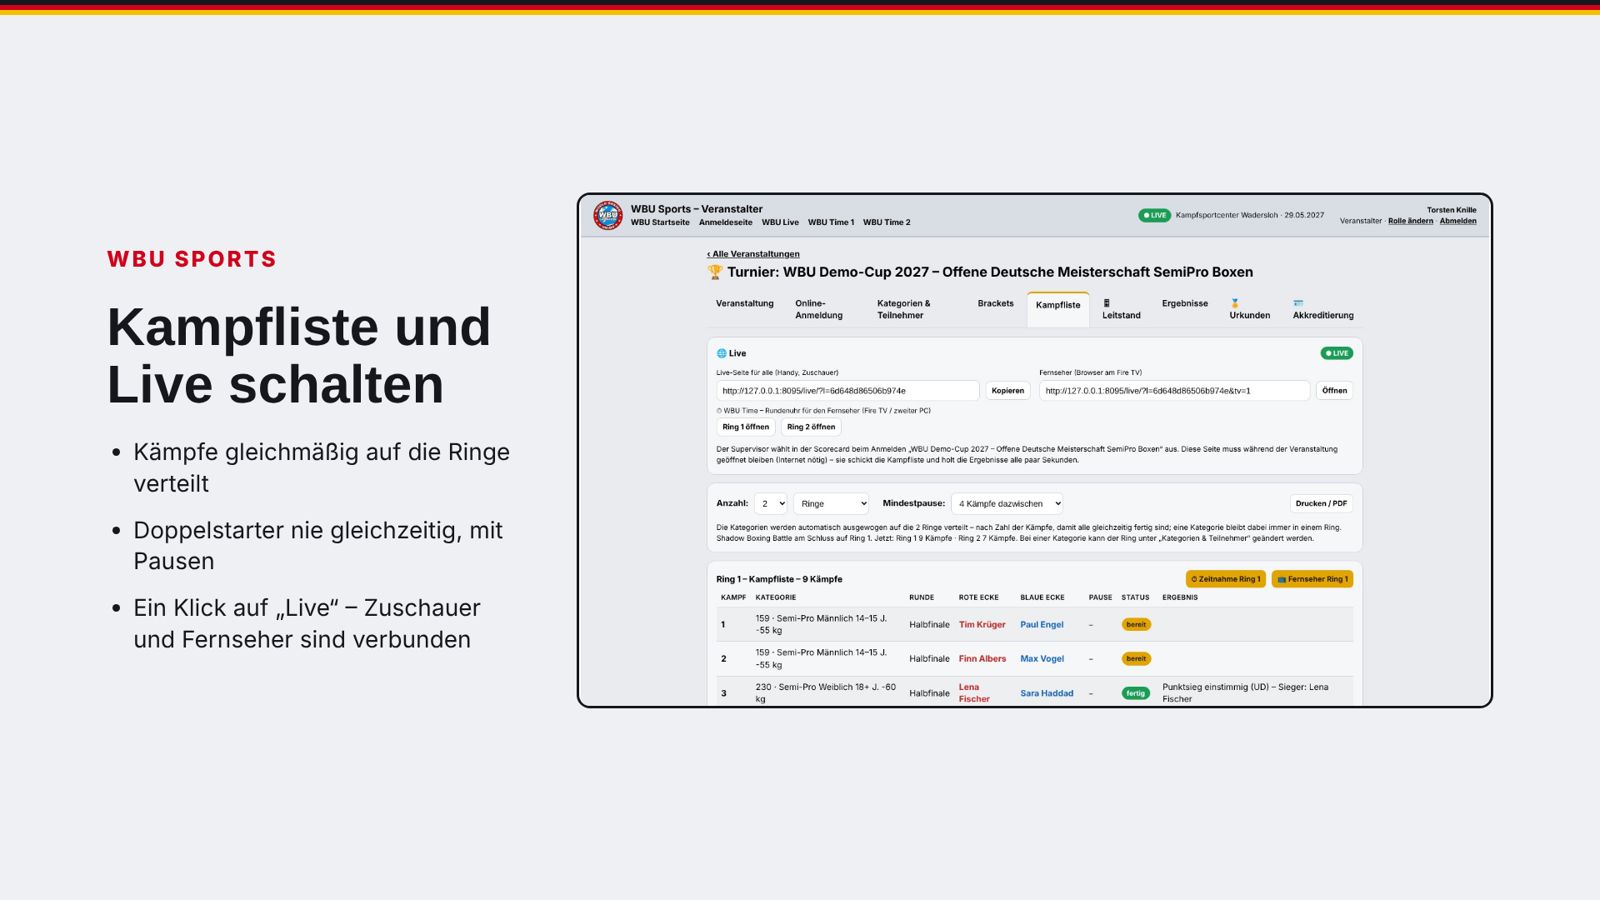 WBU SPORTS
Kampfliste und
Live schalten
• Kämpfe gleichmäßig auf die Ringe
verteilt
• Doppelstarter nie gleichzeitig, mit
Pausen
• Ein Klick auf „Live“ – Zuschauer
und Fernseher sind verbunden
WBU
WBU Sports – Veranstalter
WBU Startseite Anmeldeseite WBU Live WBU Time 1 WBU Time 2
LIVE Kampfsportcenter Wadersloh · 29.05.2027
Torsten Knille
Veranstalter · Rolle ändern · Abmelden
‹ Alle Veranstaltungen
🏆 Turnier: WBU Demo-Cup 2027 – Offene Deutsche Meisterschaft SemiPro Boxen
Veranstaltung Online-Anmeldung Kategorien & Teilnehmer Brackets Kampfliste Leitstand Ergebnisse Urkunden Akkreditierung
🌐 Live
LIVE
Live-Seite für alle (Handy, Zuschauer)
http://127.0.0.1:8095/live/?l=6d648d86506b974e Kopieren
Fernseher (Browser am Fire TV)
http://127.0.0.1:8095/live/?l=6d648d86506b974e&tv=1 Öffnen
⏱ WBU Time – Rundenuhr für den Fernseher (Fire TV / zweiter PC)
Ring 1 öffnen Ring 2 öffnen
Der Supervisor wählt in der Scorecard beim Anmelden „WBU Demo-Cup 2027 – Offene Deutsche Meisterschaft SemiPro Boxen“ aus. Diese Seite muss während der Veranstaltung
geöffnet bleiben (Internet nötig) – sie schickt die Kampfliste und holt die Ergebnisse alle paar Sekunden.
Anzahl: 2 Ringe Mindestpause: 4 Kämpfe dazwischen Drucken / PDF
Die Kategorien werden automatisch ausgewogen auf die 2 Ringe verteilt – nach Zahl der Kämpfe, damit alle gleichzeitig fertig sind; eine Kategorie bleibt dabei immer in einem Ring.
Shadow Boxing Battle am Schluss auf Ring 1. Jetzt: Ring 1 9 Kämpfe · Ring 2 7 Kämpfe. Bei einer Kategorie kann der Ring unter „Kategorien & Teilnehmer“ geändert werden.
Ring 1 – Kampfliste – 9 Kämpfe
⏱ Zeitnahme Ring 1 📺 Fernseher Ring 1
KAMPF KATEGORIE RUNDE ROTE ECKE BLAUE ECKE PAUSE STATUS ERGEBNIS
1 159 · Semi-Pro Männlich 14–15 J. -55 kg Halbfinale Tim Krüger Paul Engel – bereit
2 159 · Semi-Pro Männlich 14–15 J. -55 kg Halbfinale Finn Albers Max Vogel – bereit
3 230 · Semi-Pro Weiblich 18+ J. -60 kg Halbfinale Lena Fischer Sara Haddad – fertig Punktsieg einstimmig (UD) – Sieger: Lena Fischer